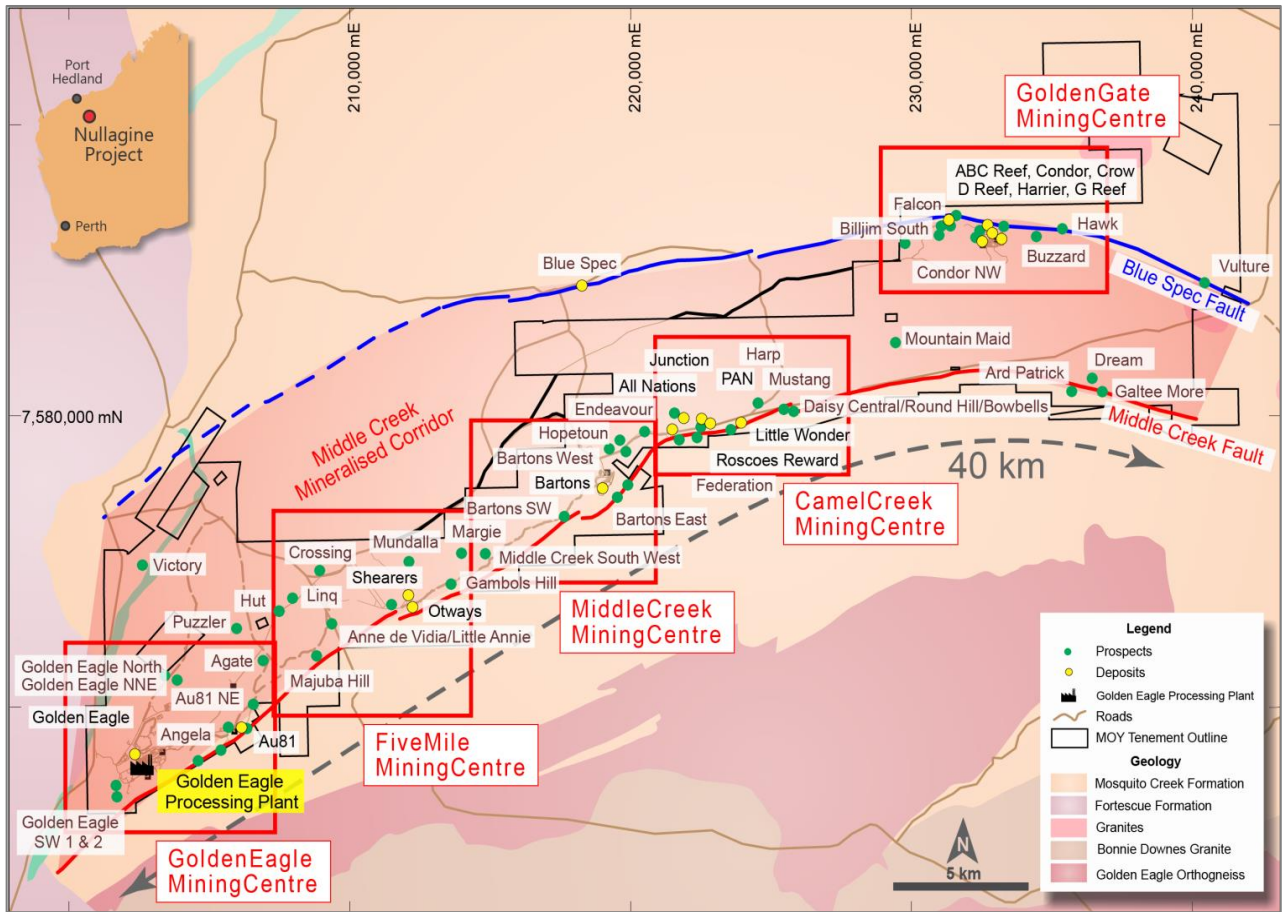 210,000 mE
220,000 mE
230,000 mE
240,000 mE
Port
Hedland
Nullagine
Project
Perth
GoldenGate
MiningCentre
ABC Reef, Condor, Crow
D Reef, Harrier, G Reef
Falcon
Billjim South
Hawk
Condor NW
Buzzard
Blue Spec
Vulture
Blue Spec Fault
Mountain Maid
Junction
Harp
All Nations
PAN
Mustang
Ard Patrick
Dream
Galtee More
7,580,000 mN
Middle Creek
Mineralised Corridor
Endeavour
Daisy Central/Round Hill/Bowbells
Middle Creek Fault
Hopetoun
Little Wonder
Bartons West
Roscoes Reward
40 km
Bartons
Federation
Bartons SW
Bartons East
CamelCreek
MiningCentre
Mundalla
Margie
Crossing
Middle Creek South West
Victory
Shearers
Gambols Hill
Hut
Linq
Otways
MiddleCreek
MiningCentre
Puzzler
Anne de Vidia/Little Annie
Golden Eagle North
Golden Eagle NNE
Agate
Majuba Hill
Au81 NE
Golden Eagle
Angela
Au81
FiveMile
MiningCentre
Golden Eagle
Processing Plant
Golden Eagle
SW 1 & 2
GoldenEagle
MiningCentre
N
5 km
Legend
Prospects
Deposits
Golden Eagle Processing Plant
Roads
MOY Tenement Outline
Geology
Mosquito Creek Formation
Fortescue Formation
Granites
Bonnie Downes Granite
Golden Eagle Orthogneiss